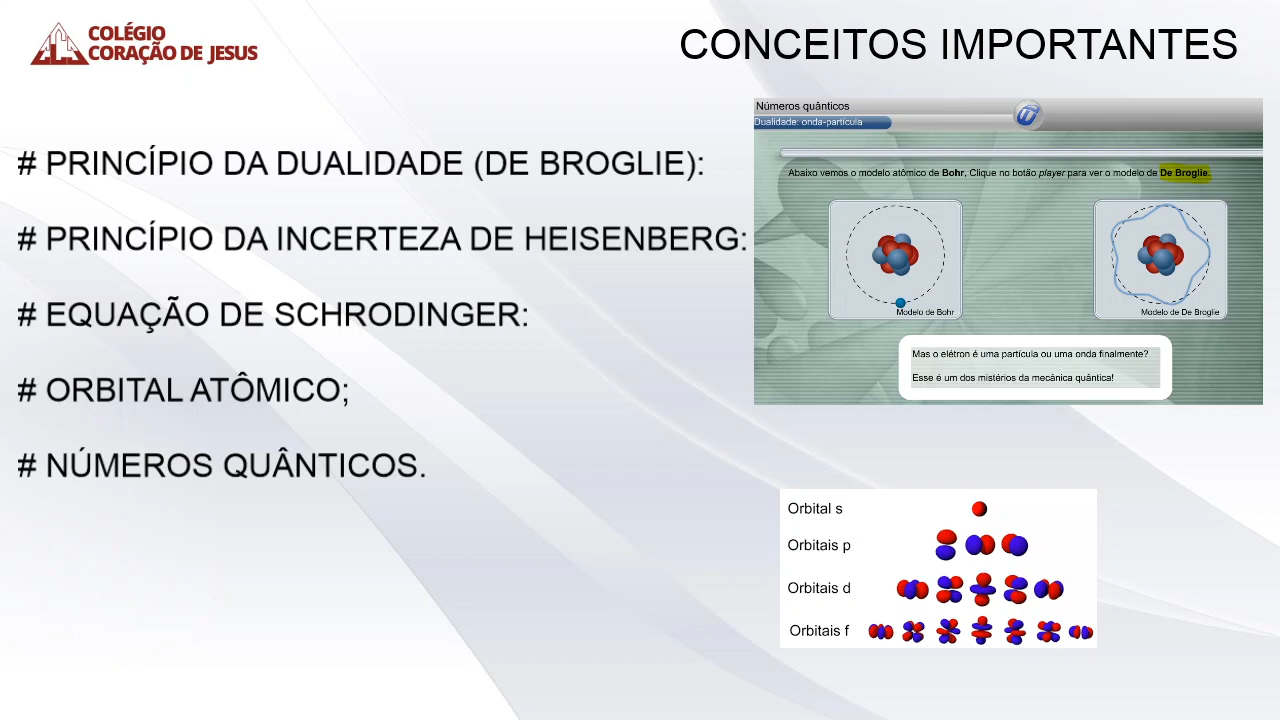 COLÉGIO
CORAÇÃO DE JESUS
CONCEITOS IMPORTANTES
# PRINCÍPIO DA DUALIDADE (DE BROGLIE):
# PRINCÍPIO DA INCERTEZA DE HEISENBERG:
# EQUAÇÃO DE SCHRODINGER:
# ORBITAL ATÔMICO;
# NÚMEROS QUÂNTICOS.
Números quânticos
Dualidade: onda-partícula
Abaixo vemos o modelo atômico de Bohr. Clique no botão player para ver o modelo de De Broglie.
Modelo de Bohr
Modelo de De Broglie
Mas o elétron é uma partícula ou uma onda finalmente?
Esse é um dos mistérios da mecânica quântica!
Orbital s
Orbitais p
Orbitais d
Orbitais f